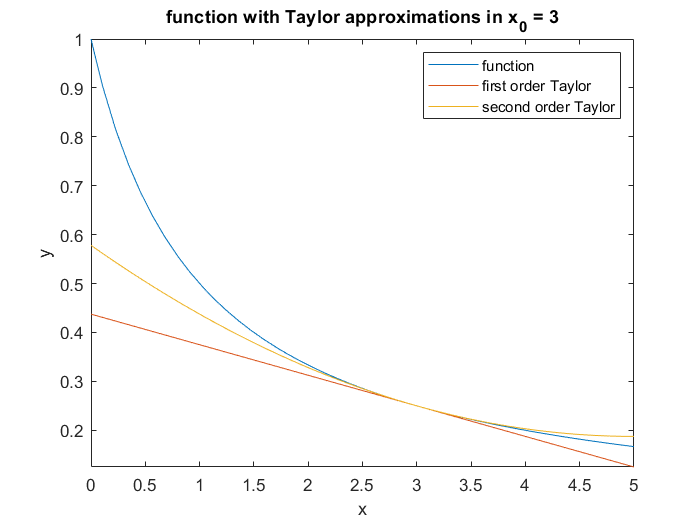 function with Taylor approximations in x0 = 3
function
first order Taylor
second order Taylor
1
0.9
0.8
0.7
0.6
0.5
0.4
0.3
0.2
y
0 0.5 1 1.5 2 2.5 3 3.5 4 4.5 5
x